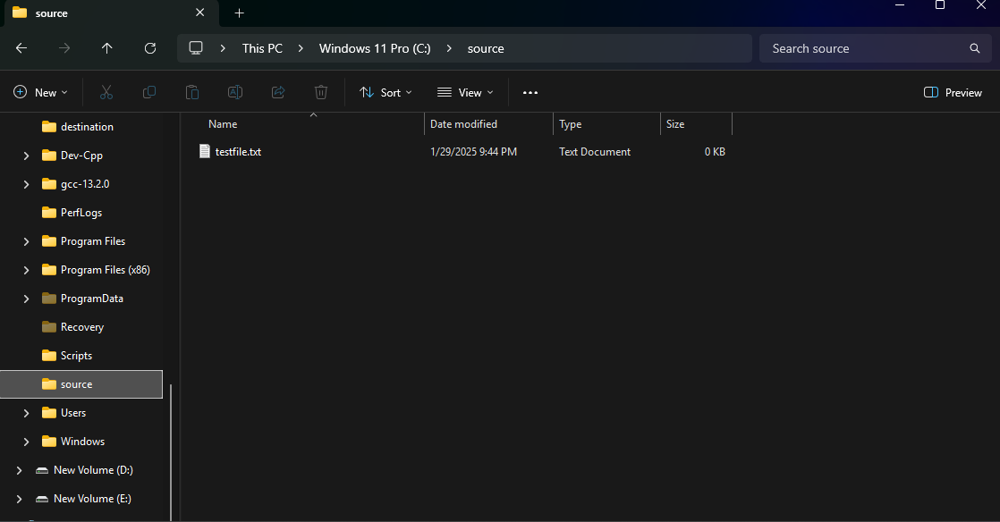 source
This PC
Windows 11 Pro (C:)
source
Search source
New
Sort
View
Preview
destination
Dev-Cpp
gcc-13.2.0
PerfLogs
Program Files
Program Files (x86)
ProgramData
Recovery
Scripts
source
Users
Windows
New Volume (D:)
New Volume (E:)
Name Date modified Type Size
testfile.txt 1/29/2025 9:44 PM Text Document 0 KB